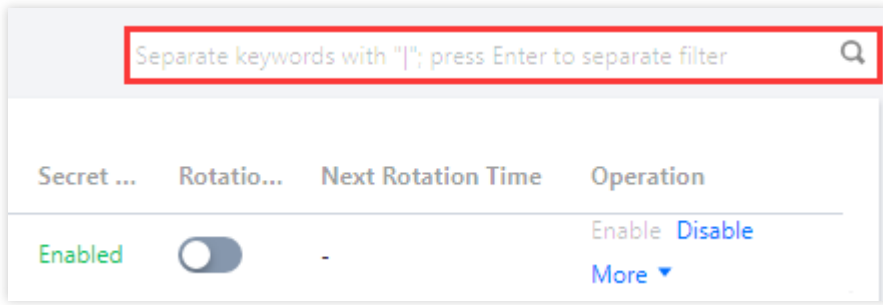 Separate keywords with "|"; press Enter to separate filter
Secret ... Rotatio... Next Rotation Time Operation
Enabled - Enable Disable
More